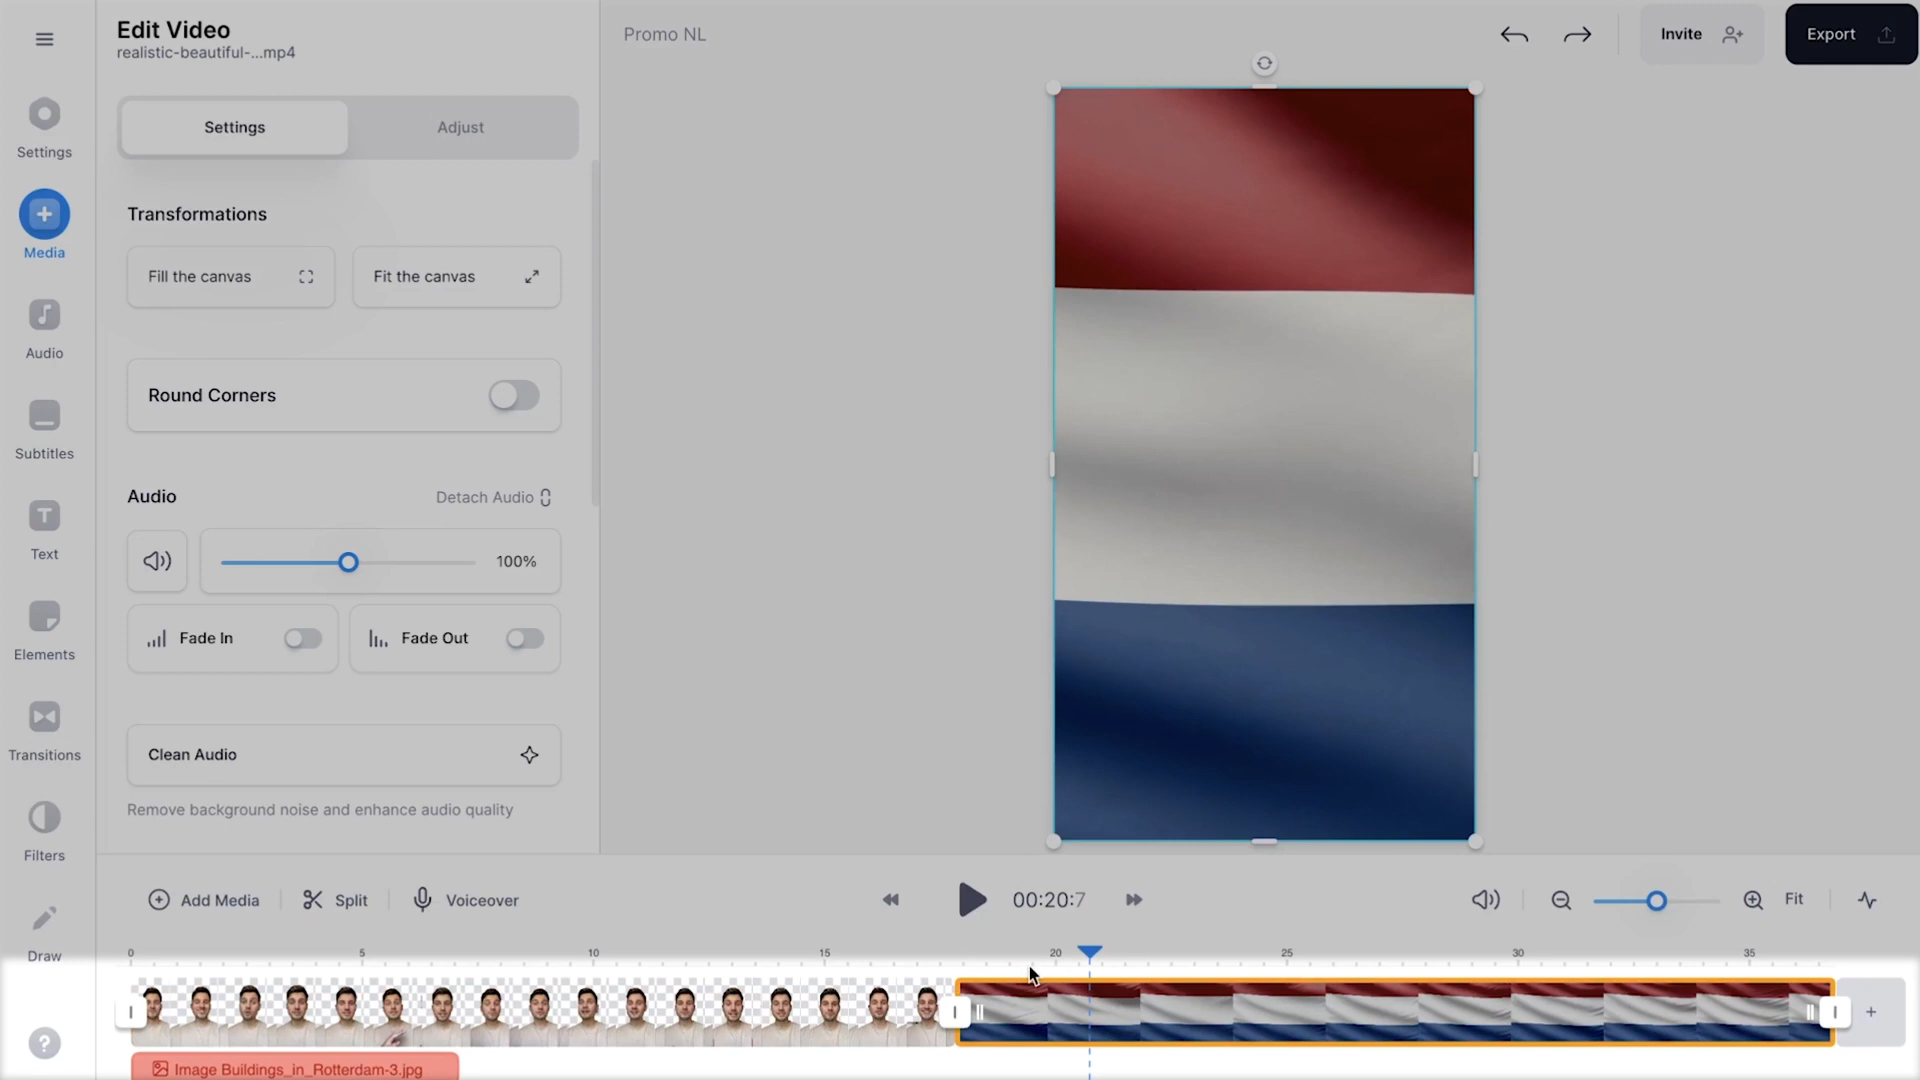 Edit Video
realistic-beautiful-...mp4
Promo NL
Invite
Export
Settings
Adjust
Settings
Media
Audio
Subtitles
Text
Elements
Transitions
Filters
Draw
Transformations
Fill the canvas
Fit the canvas
Round Corners
Audio
Detach Audio
100%
Fade In
Fade Out
Clean Audio
Remove background noise and enhance audio quality
Add Media
Split
Voiceover
00:20:7
Fit
0 5 10 15 20 25 30 35
Image Buildings_in_Rotterdam-3.jpg